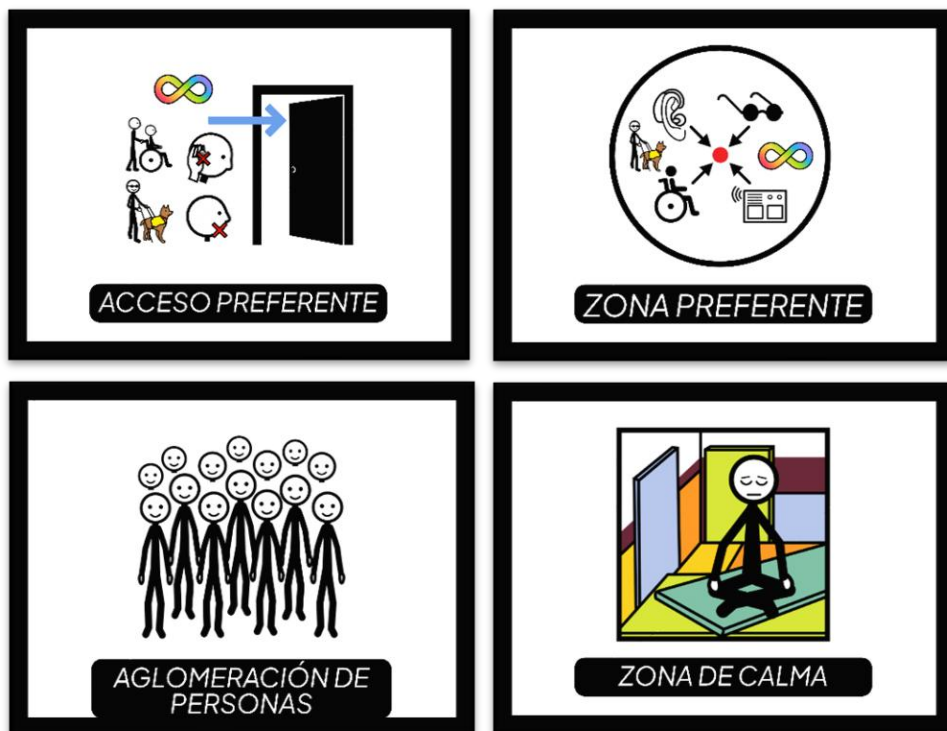 ACCESO PREFERENTE
ZONA PREFERENTE
AGLOMERACIÓN DE
PERSONAS
ZONA DE CALMA